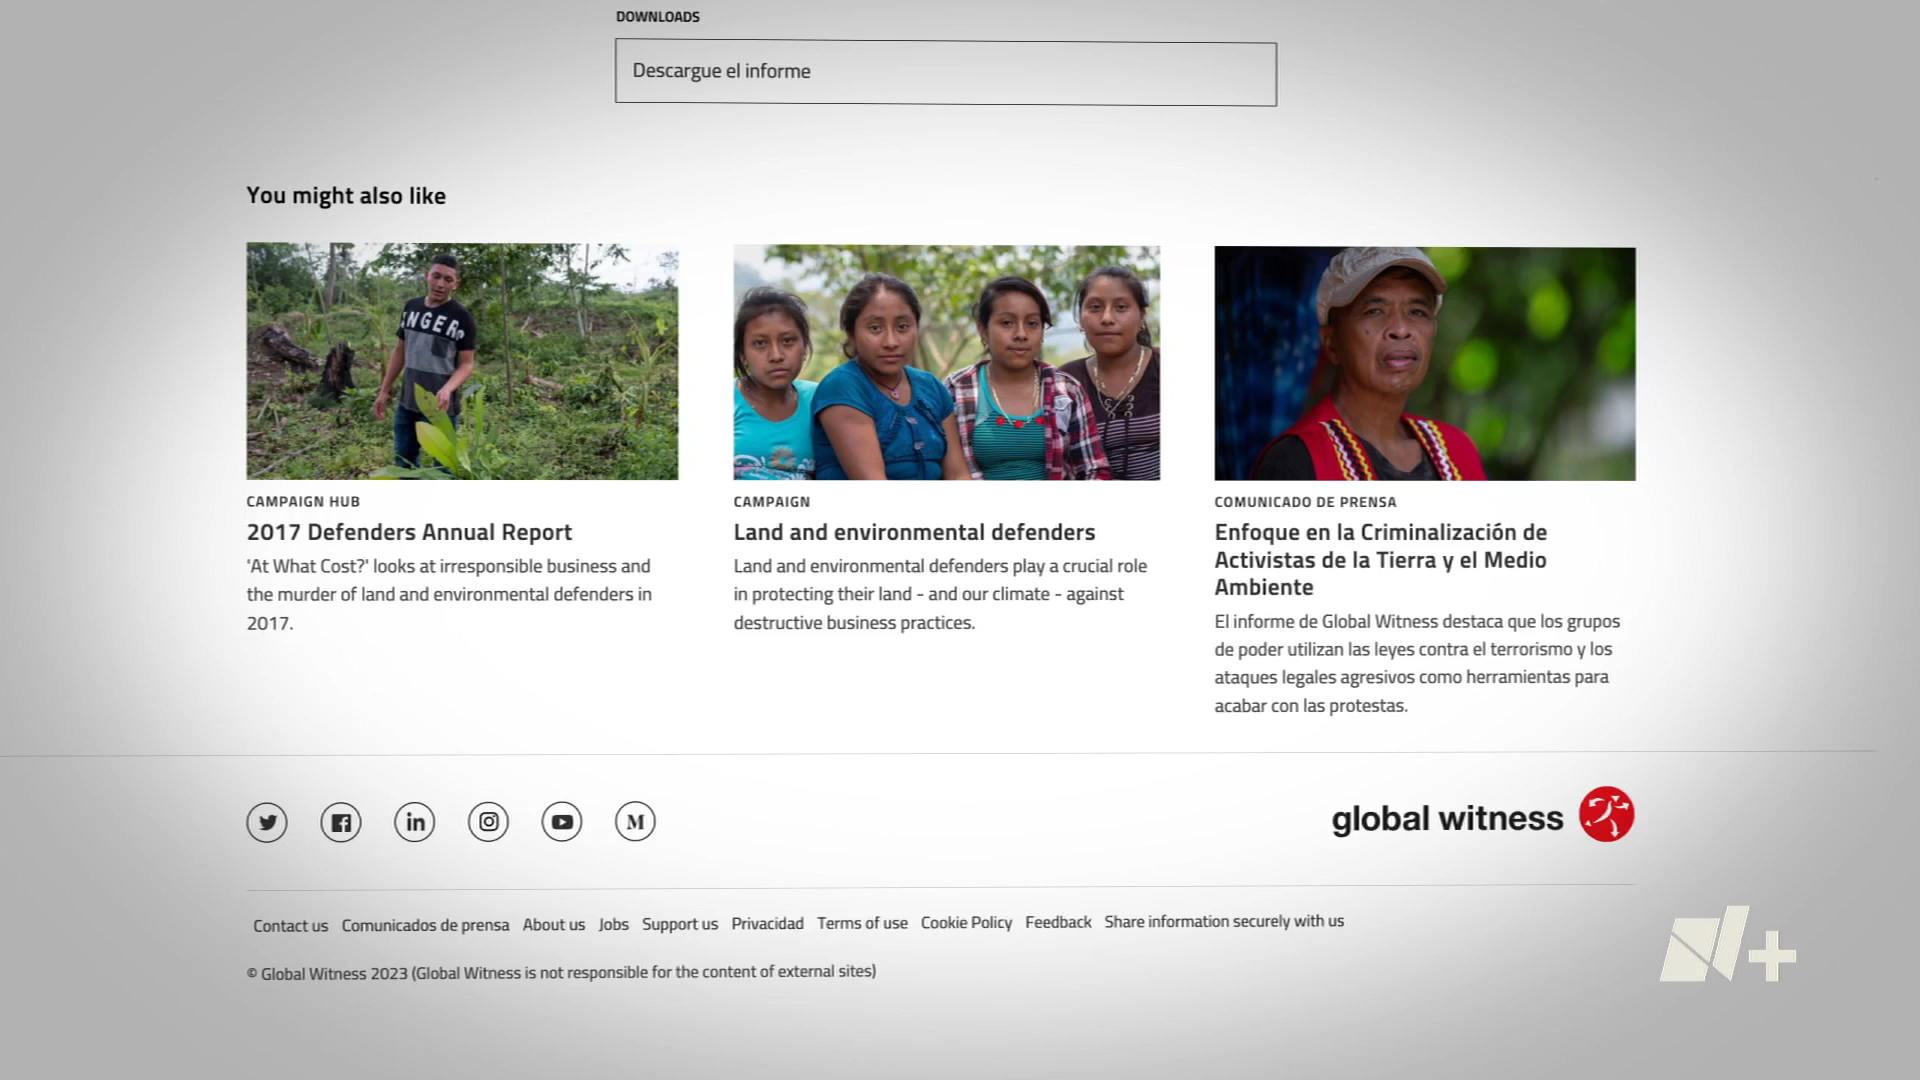 DOWNLOADS
Descargue el informe
You might also like
INGER
CAMPAIGN HUB
2017 Defenders Annual Report
'At What Cost?' looks at irresponsible business and
the murder of land and environmental defenders in
2017.
CAMPAIGN
Land and environmental defenders
Land and environmental defenders play a crucial role
in protecting their land - and our climate - against
destructive business practices.
COMUNICADO DE PRENSA
Enfoque en la Criminalización de
Activistas de la Tierra y el Medio
Ambiente
El informe de Global Witness destaca que los grupos
de poder utilizan las leyes contra el terrorismo y los
ataques legales agresivos como herramientas para
acabar con las protestas.
in
M
global witness
Contact us Comunicados de prensa About us Jobs Support us Privacidad Terms of use Cookie Policy Feedback Share information securely with us
© Global Witness 2023 (Global Witness is not responsible for the content of external sites)
N+